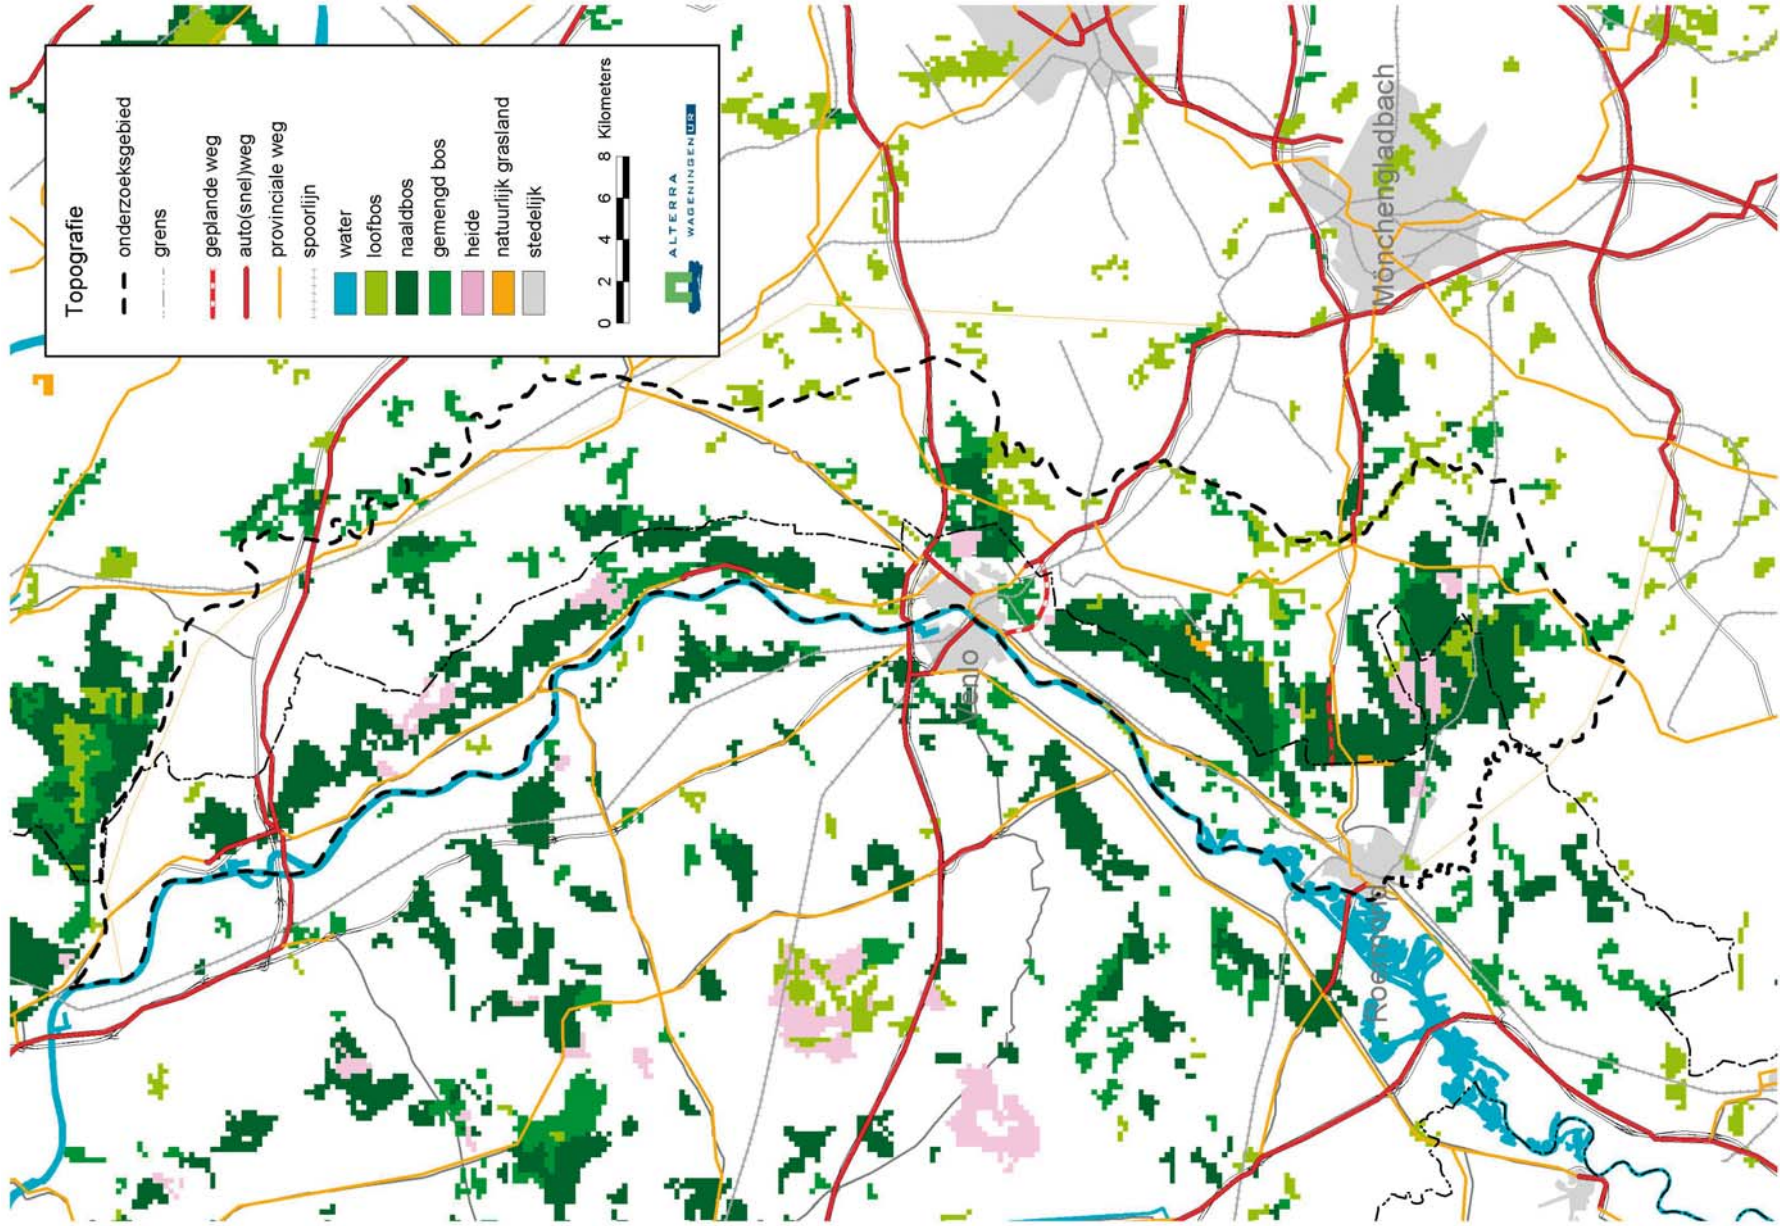 Topografie
onderzoeksgebied
grens
geplande weg
auto(snel)weg
provinciale weg
spoorlijn
water
loofbos
naaldbos
gemengd bos
heide
natuurlijk grasland
stedelijk
0 2 4 6 8 Kilometers
ALTERRA
WAGENINGEN UR
Mönchengladbach
Venlo
Roermond